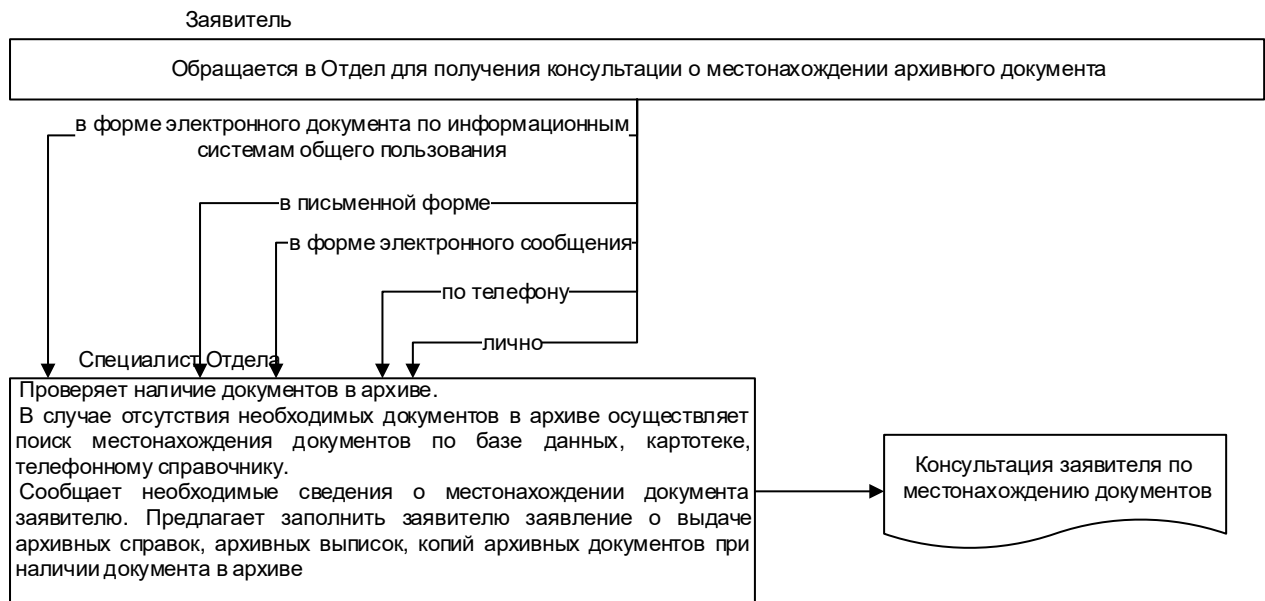 Заявитель
Обращается в Отдел для получения консультации о местонахождении архивного документа
в форме электронного документа по информационным
системам общего пользования
в письменной форме
в форме электронного сообщения
по телефону
лично
Специалист Отдела
Проверяет наличие документов в архиве.
В случае отсутствия необходимых документов в архиве осуществляет
поиск местонахождения документов по базе данных, картотеке,
телефонному справочнику.
Сообщает необходимые сведения о местонахождении документа
заявителю. Предлагает заполнить заявителю заявление о выдаче
архивных справок, архивных выписок, копий архивных документов при
наличии документа в архиве
Консультация заявителя по
местонахождению документов